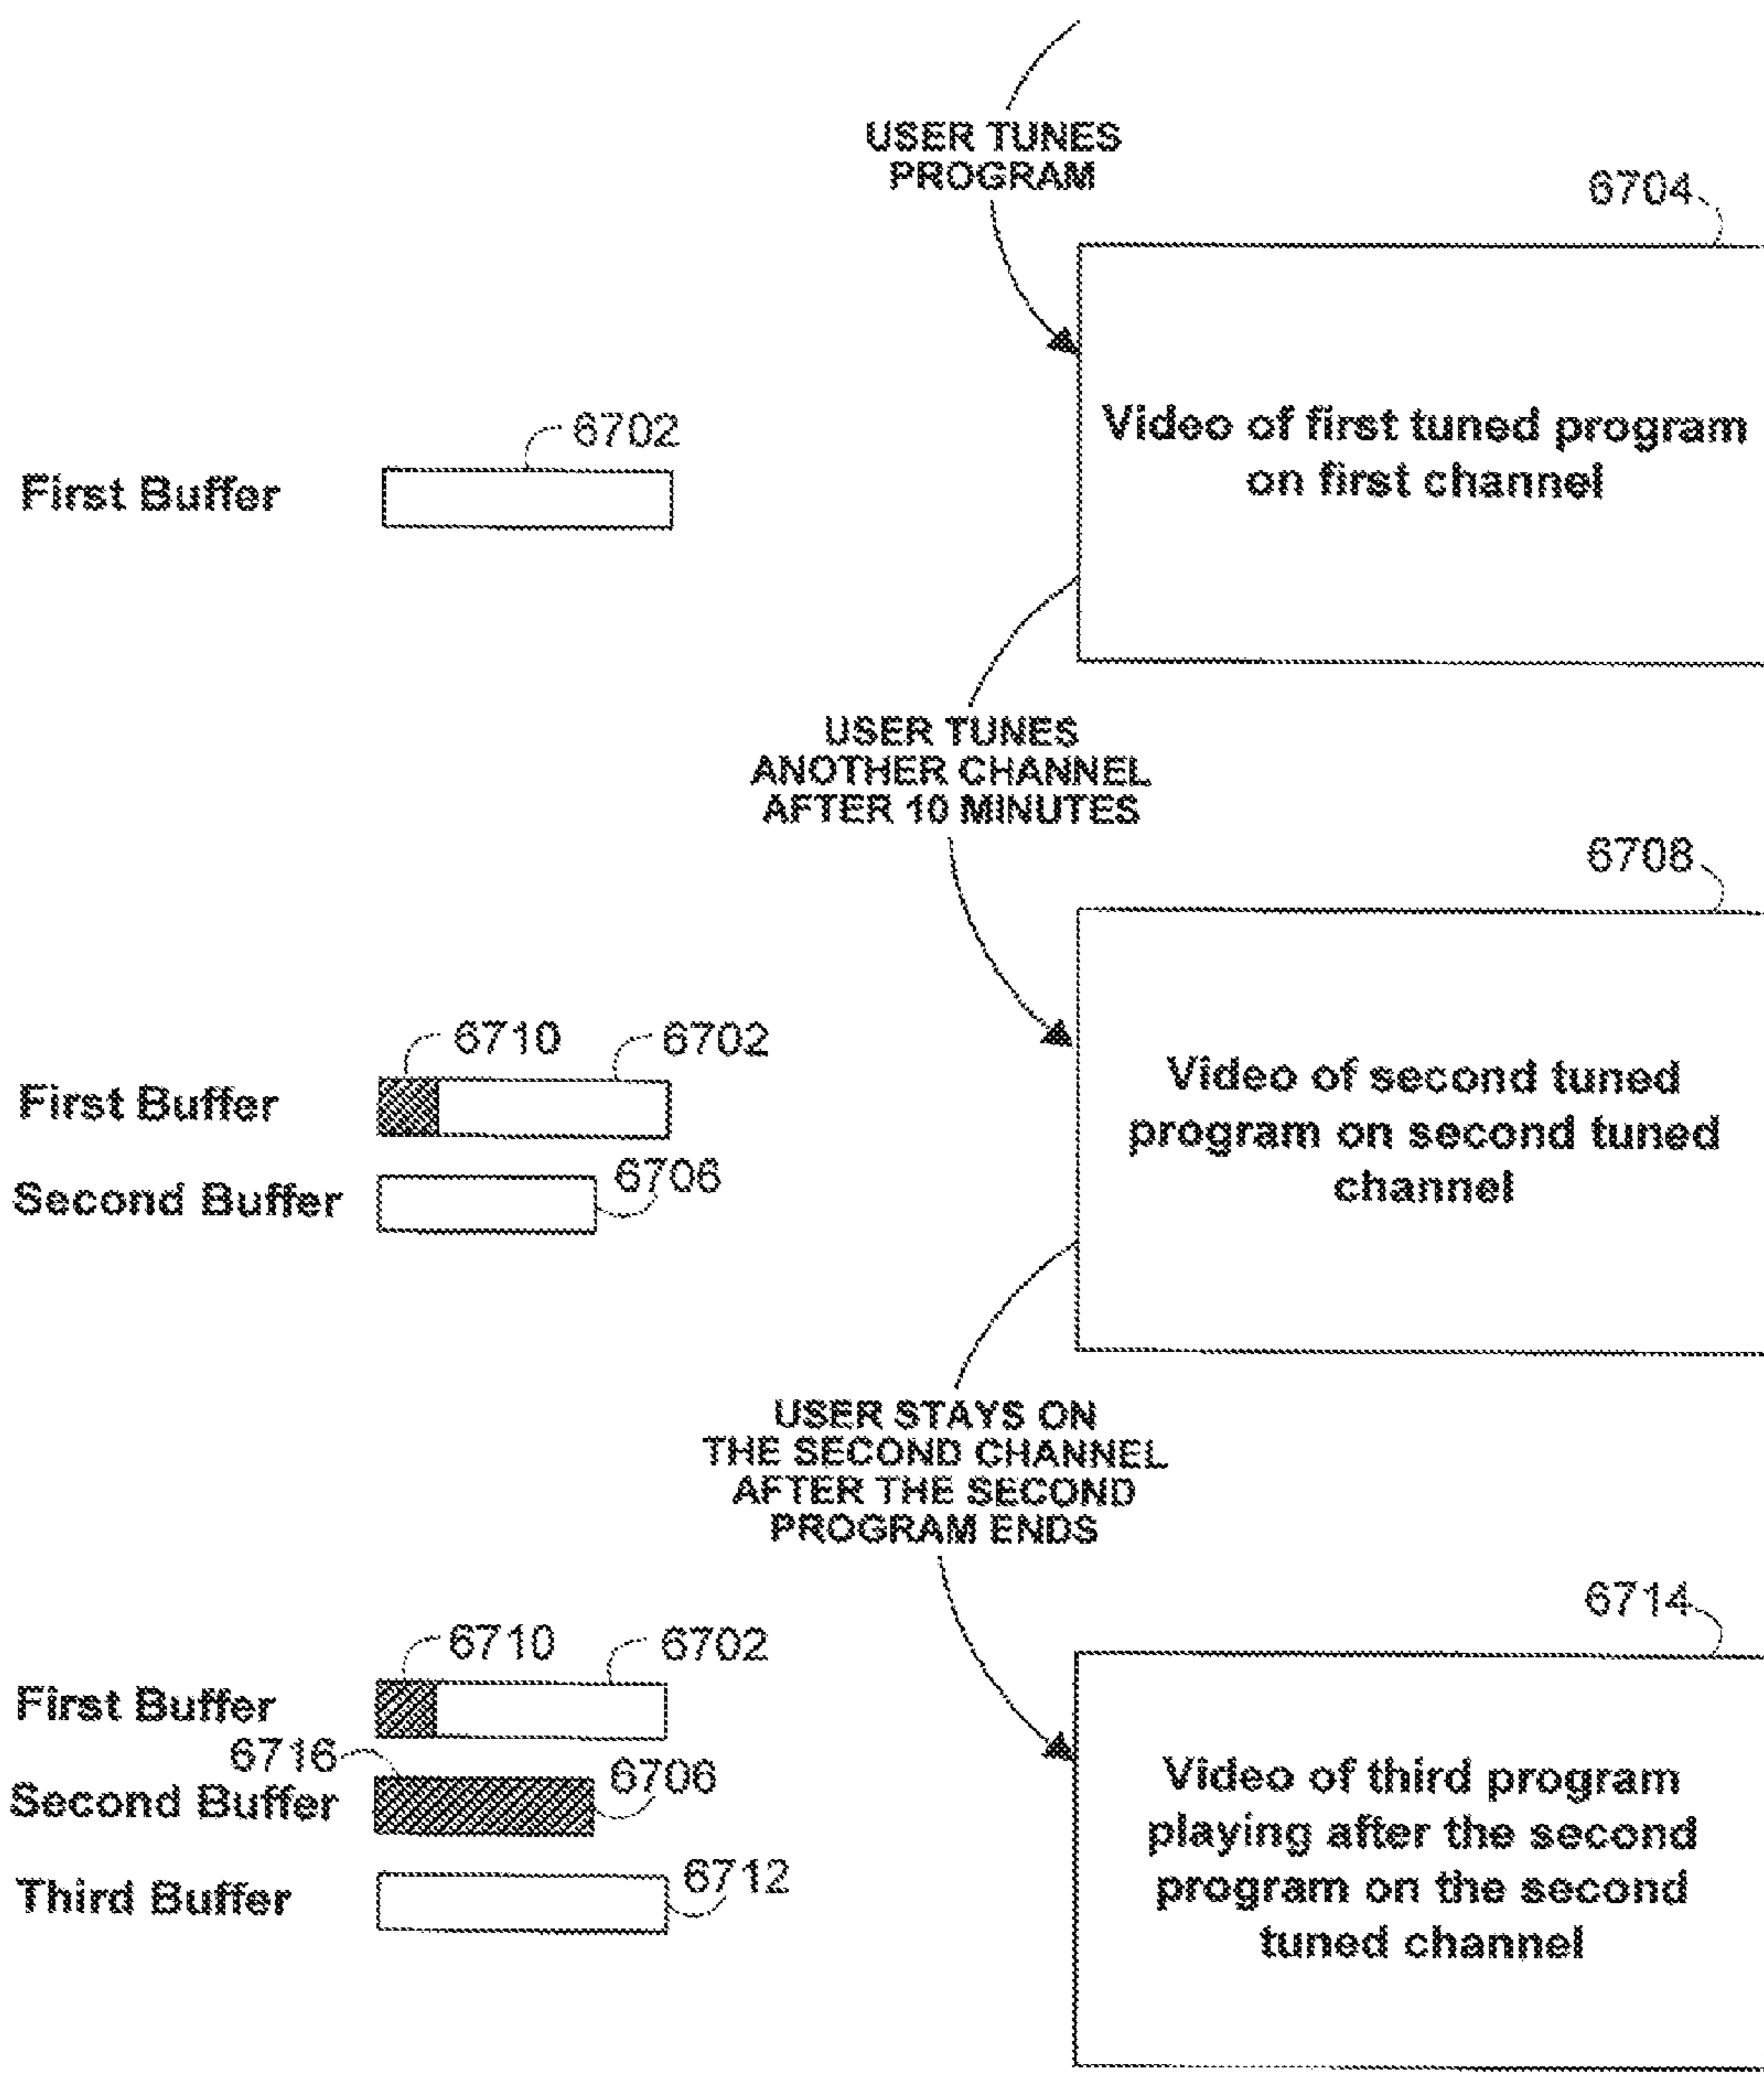 USER TUNES
PROGRAM
6704
Video of first tuned program
on first channel
6702
First Buffer
USER TUNES
ANOTHER CHANNEL
AFTER 10 MINUTES
6708
Video of second tuned
program on second tuned
channel
6710
6702
First Buffer
6706
Second Buffer
USER STAYS ON
THE SECOND CHANNEL
AFTER THE SECOND
PROGRAM ENDS
6714
Video of third program
playing after the second
program on the second
tuned channel
6710
6702
First Buffer
6716
6706
Second Buffer
6712
Third Buffer